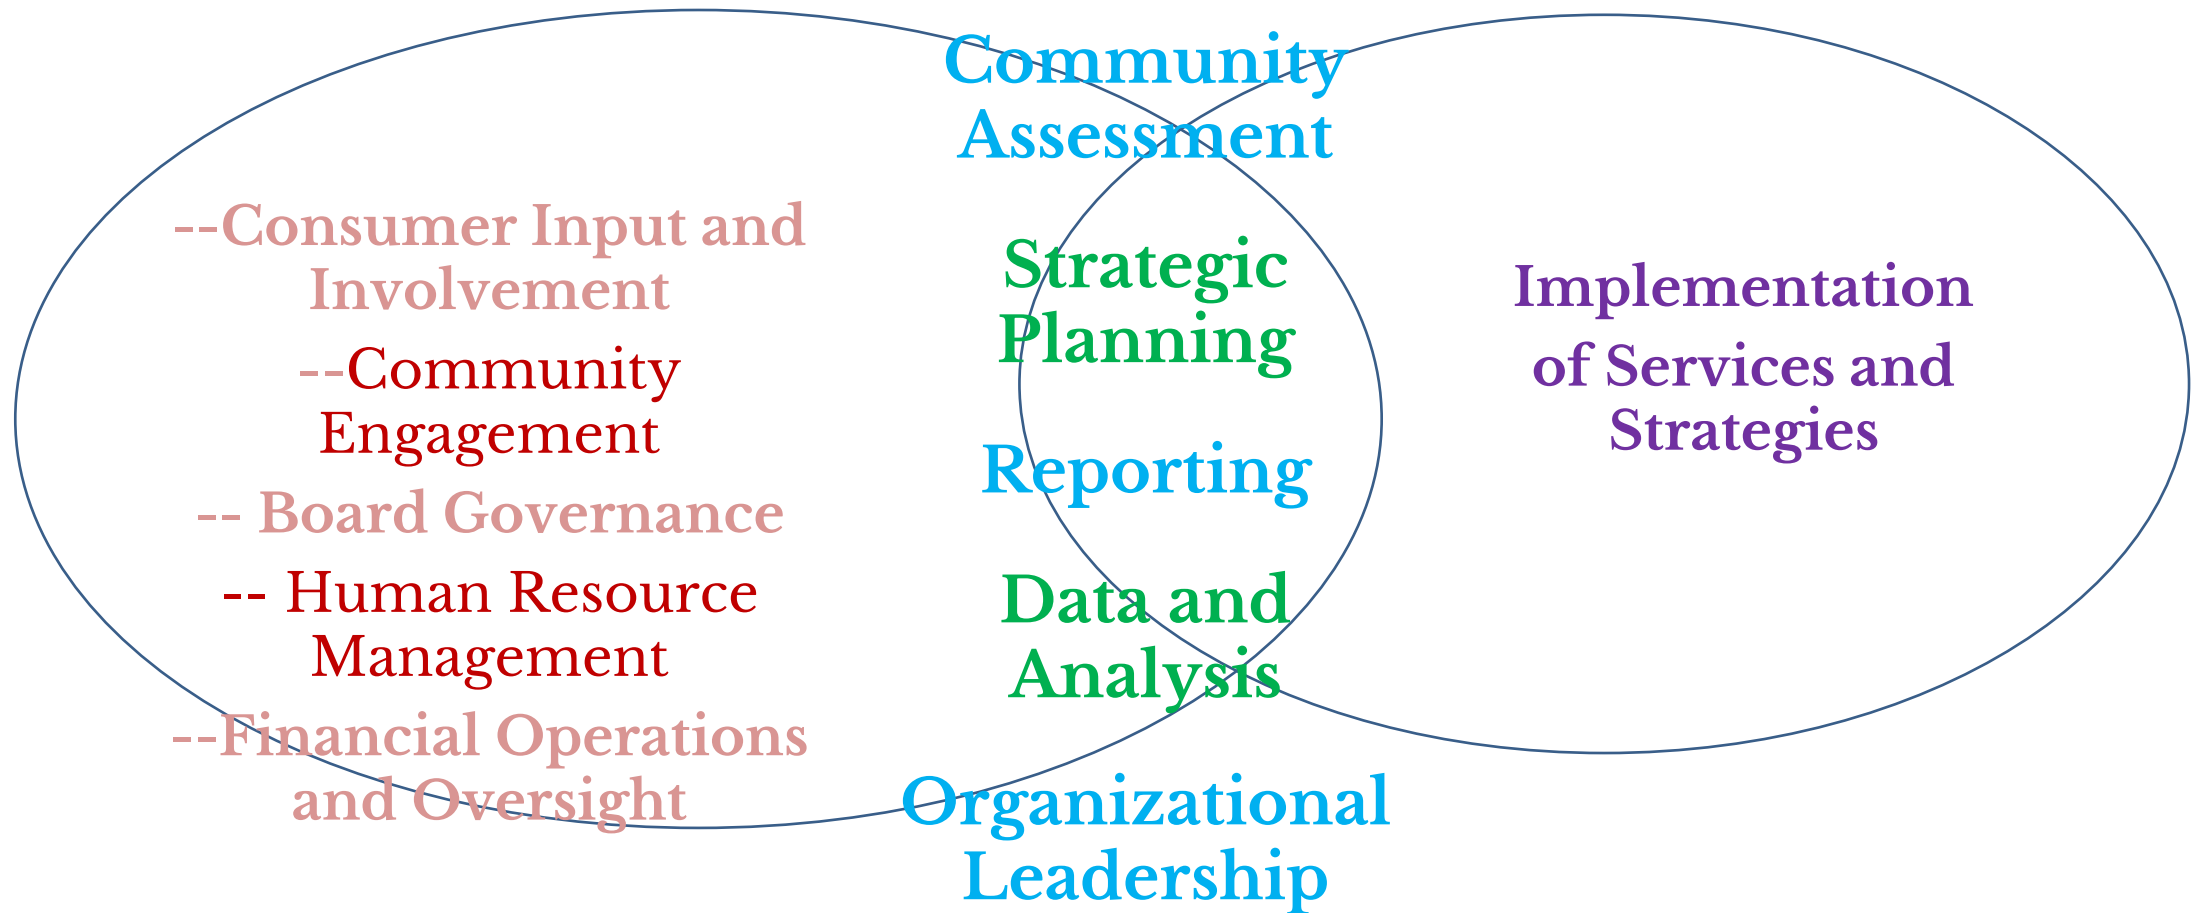 --Consumer Input and
Involvement
--Community
Engagement
-- Board Governance
-- Human Resource
Management
--Financial Operations
and Oversight
Community
Assessment
Strategic
Planning
Reporting
Data and
Analysis
Organizational
Leadership
Implementation
of Services and
Strategies